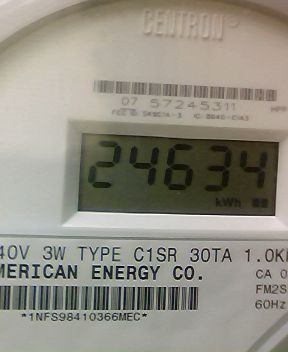 CENTRON
07 57245311
24634
kWh
40V 3W TYPE C1SR 30TA 1.0K
MERICAN ENERGY CO.
CA 0
FM2S
60Hz
*1NFS98410366MEC*